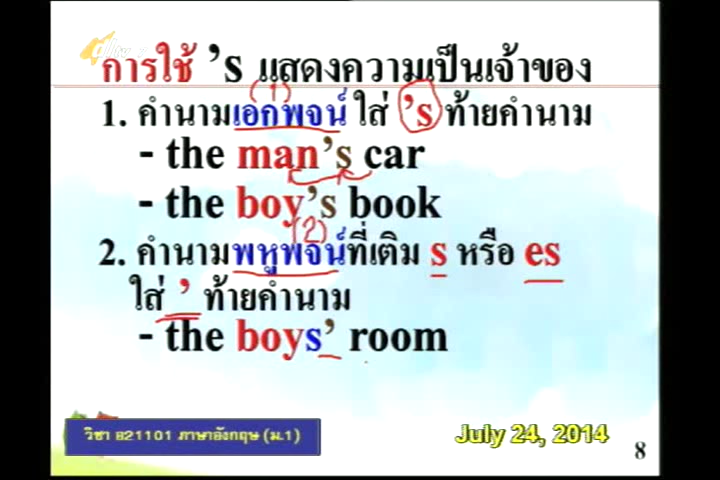 การใช้ 's แสดงความเป็นเจ้าของ
(1)
1. คำนามเอกพจน์ ใส่ 's ท้ายคำนาม
- the man's car
- the boy's book
(2)
2. คำนามพหูพจน์ที่เติม s หรือ es
ใส่ ' ท้ายคำนาม
- the boys' room
วิชา อ21101 ภาษาอังกฤษ (ม.1)
July 24, 2014
8